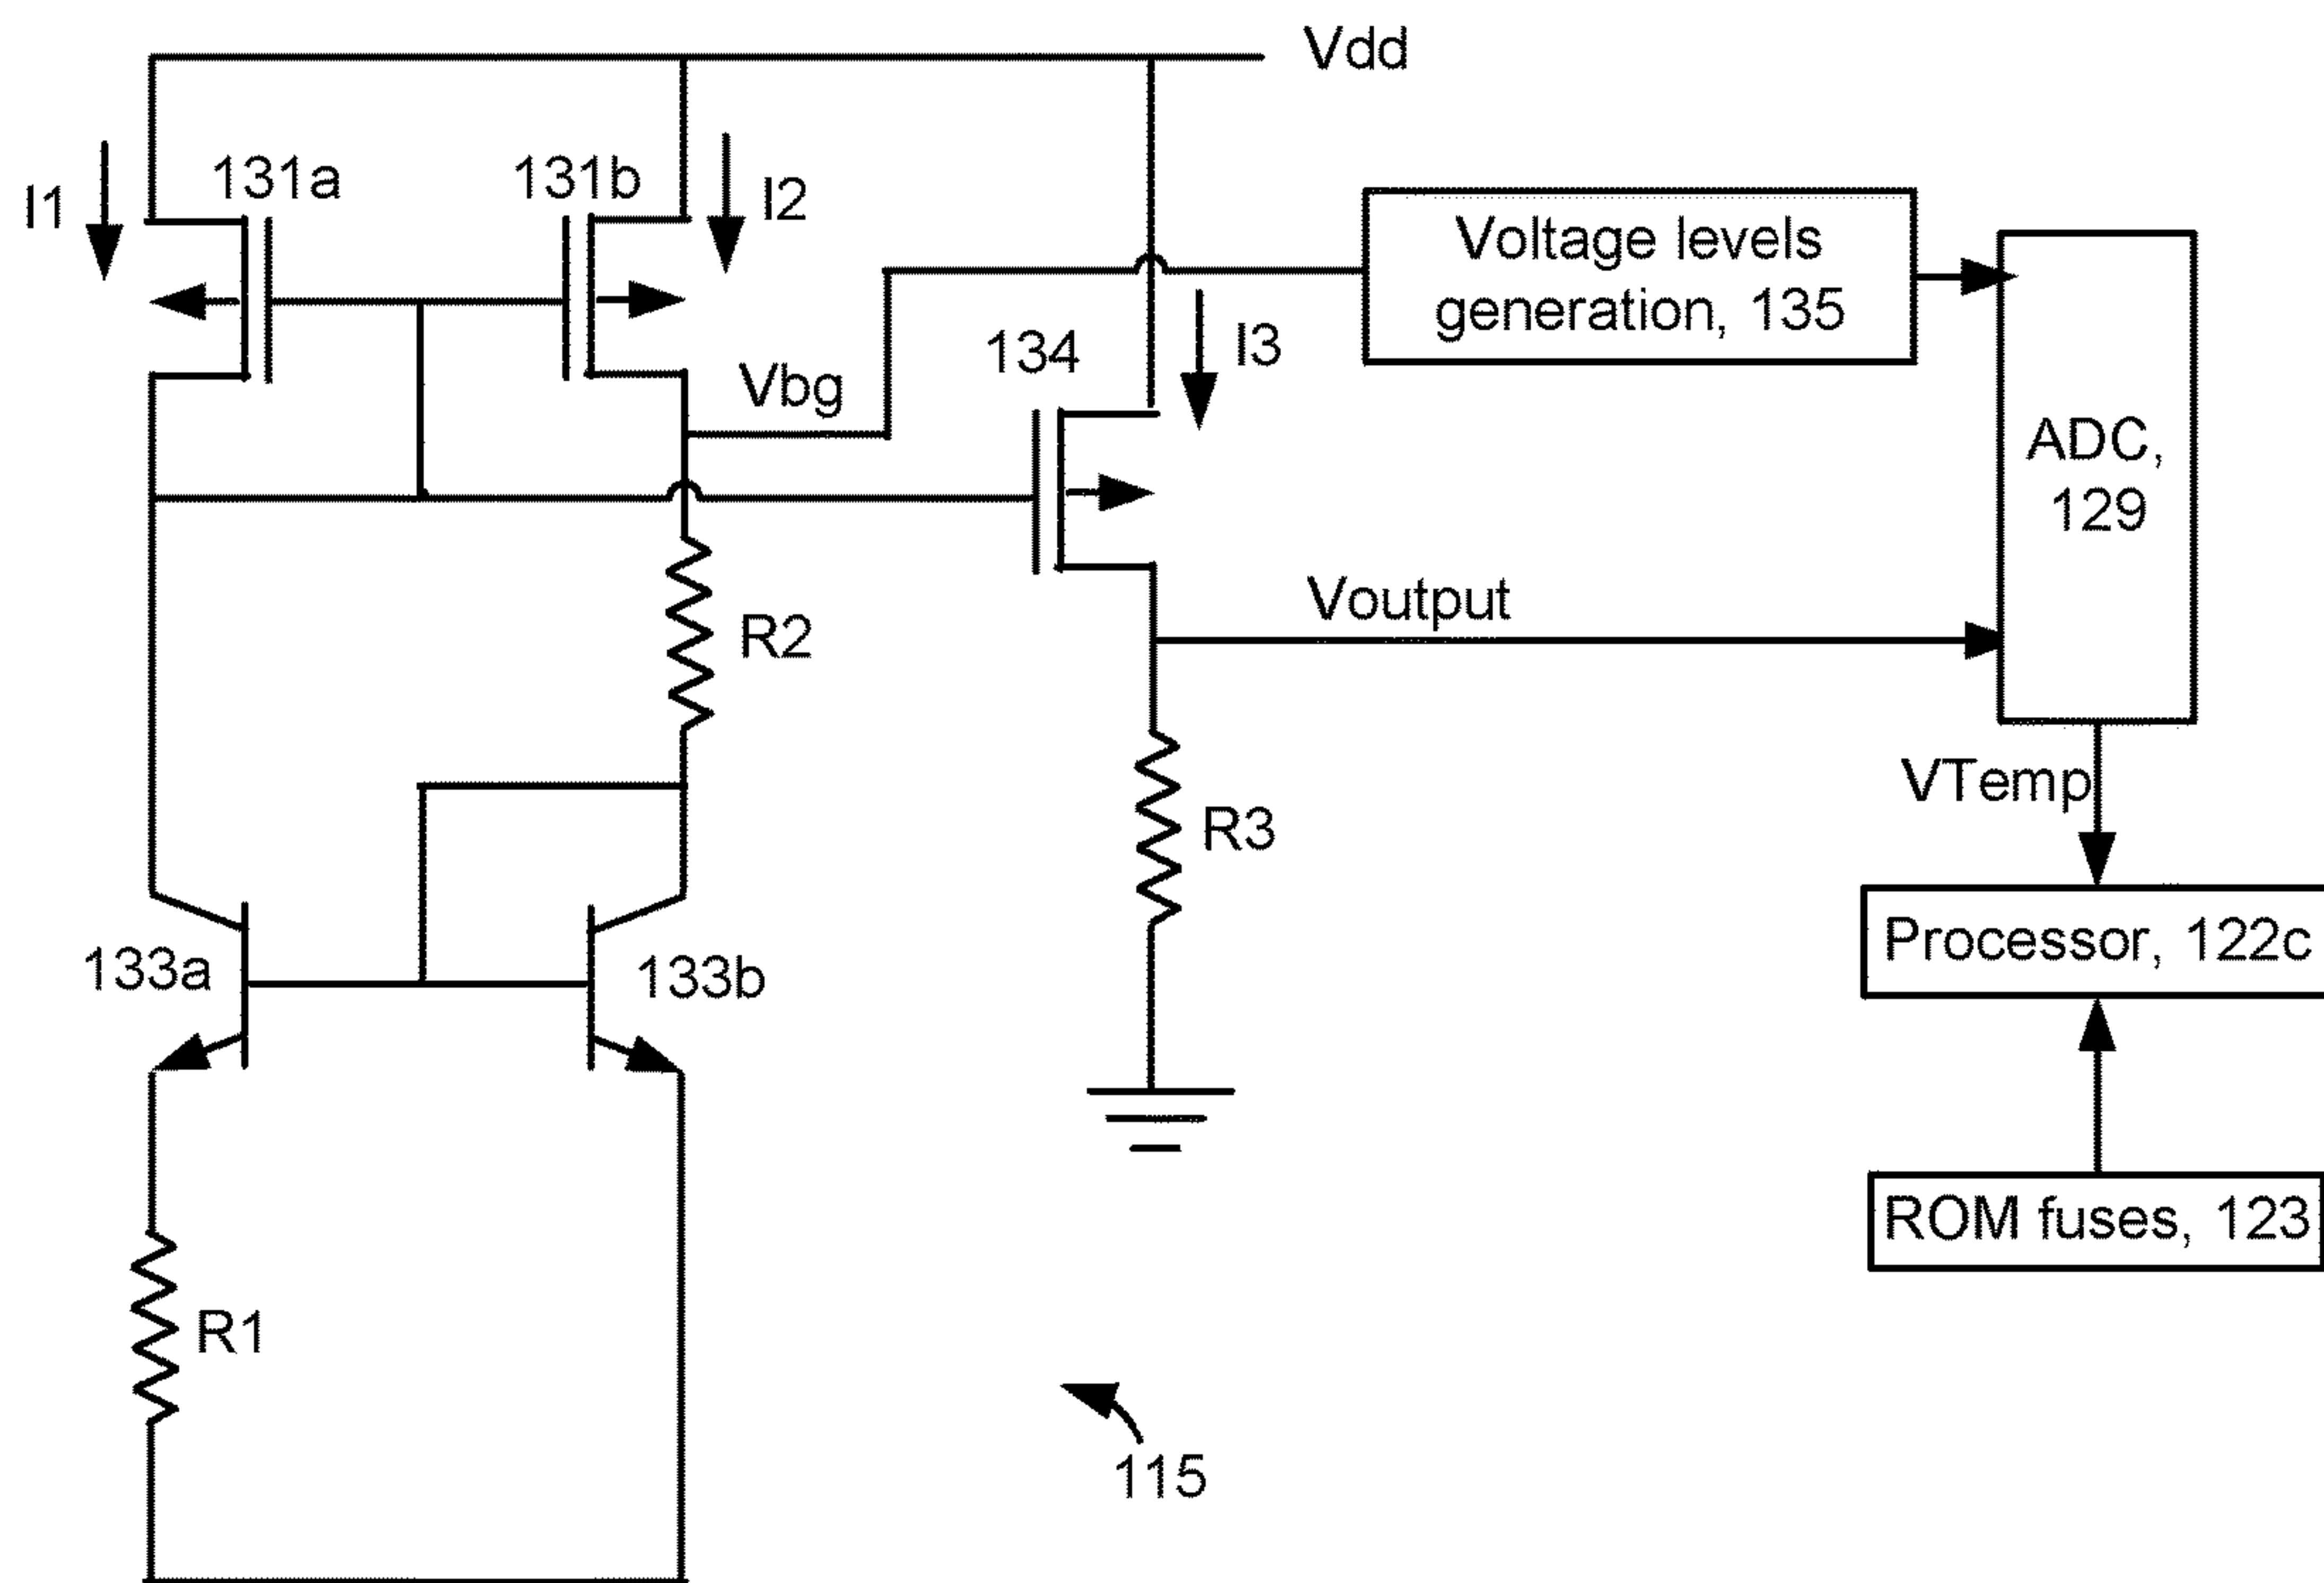 Vdd
I1
131a
131b
I2
Voltage levels
generation, 135
134
I3
Vbg
ADC,
129
Voutput
R2
VTemp
R3
Processor, 122c
133a
133b
ROM fuses, 123
R1
115